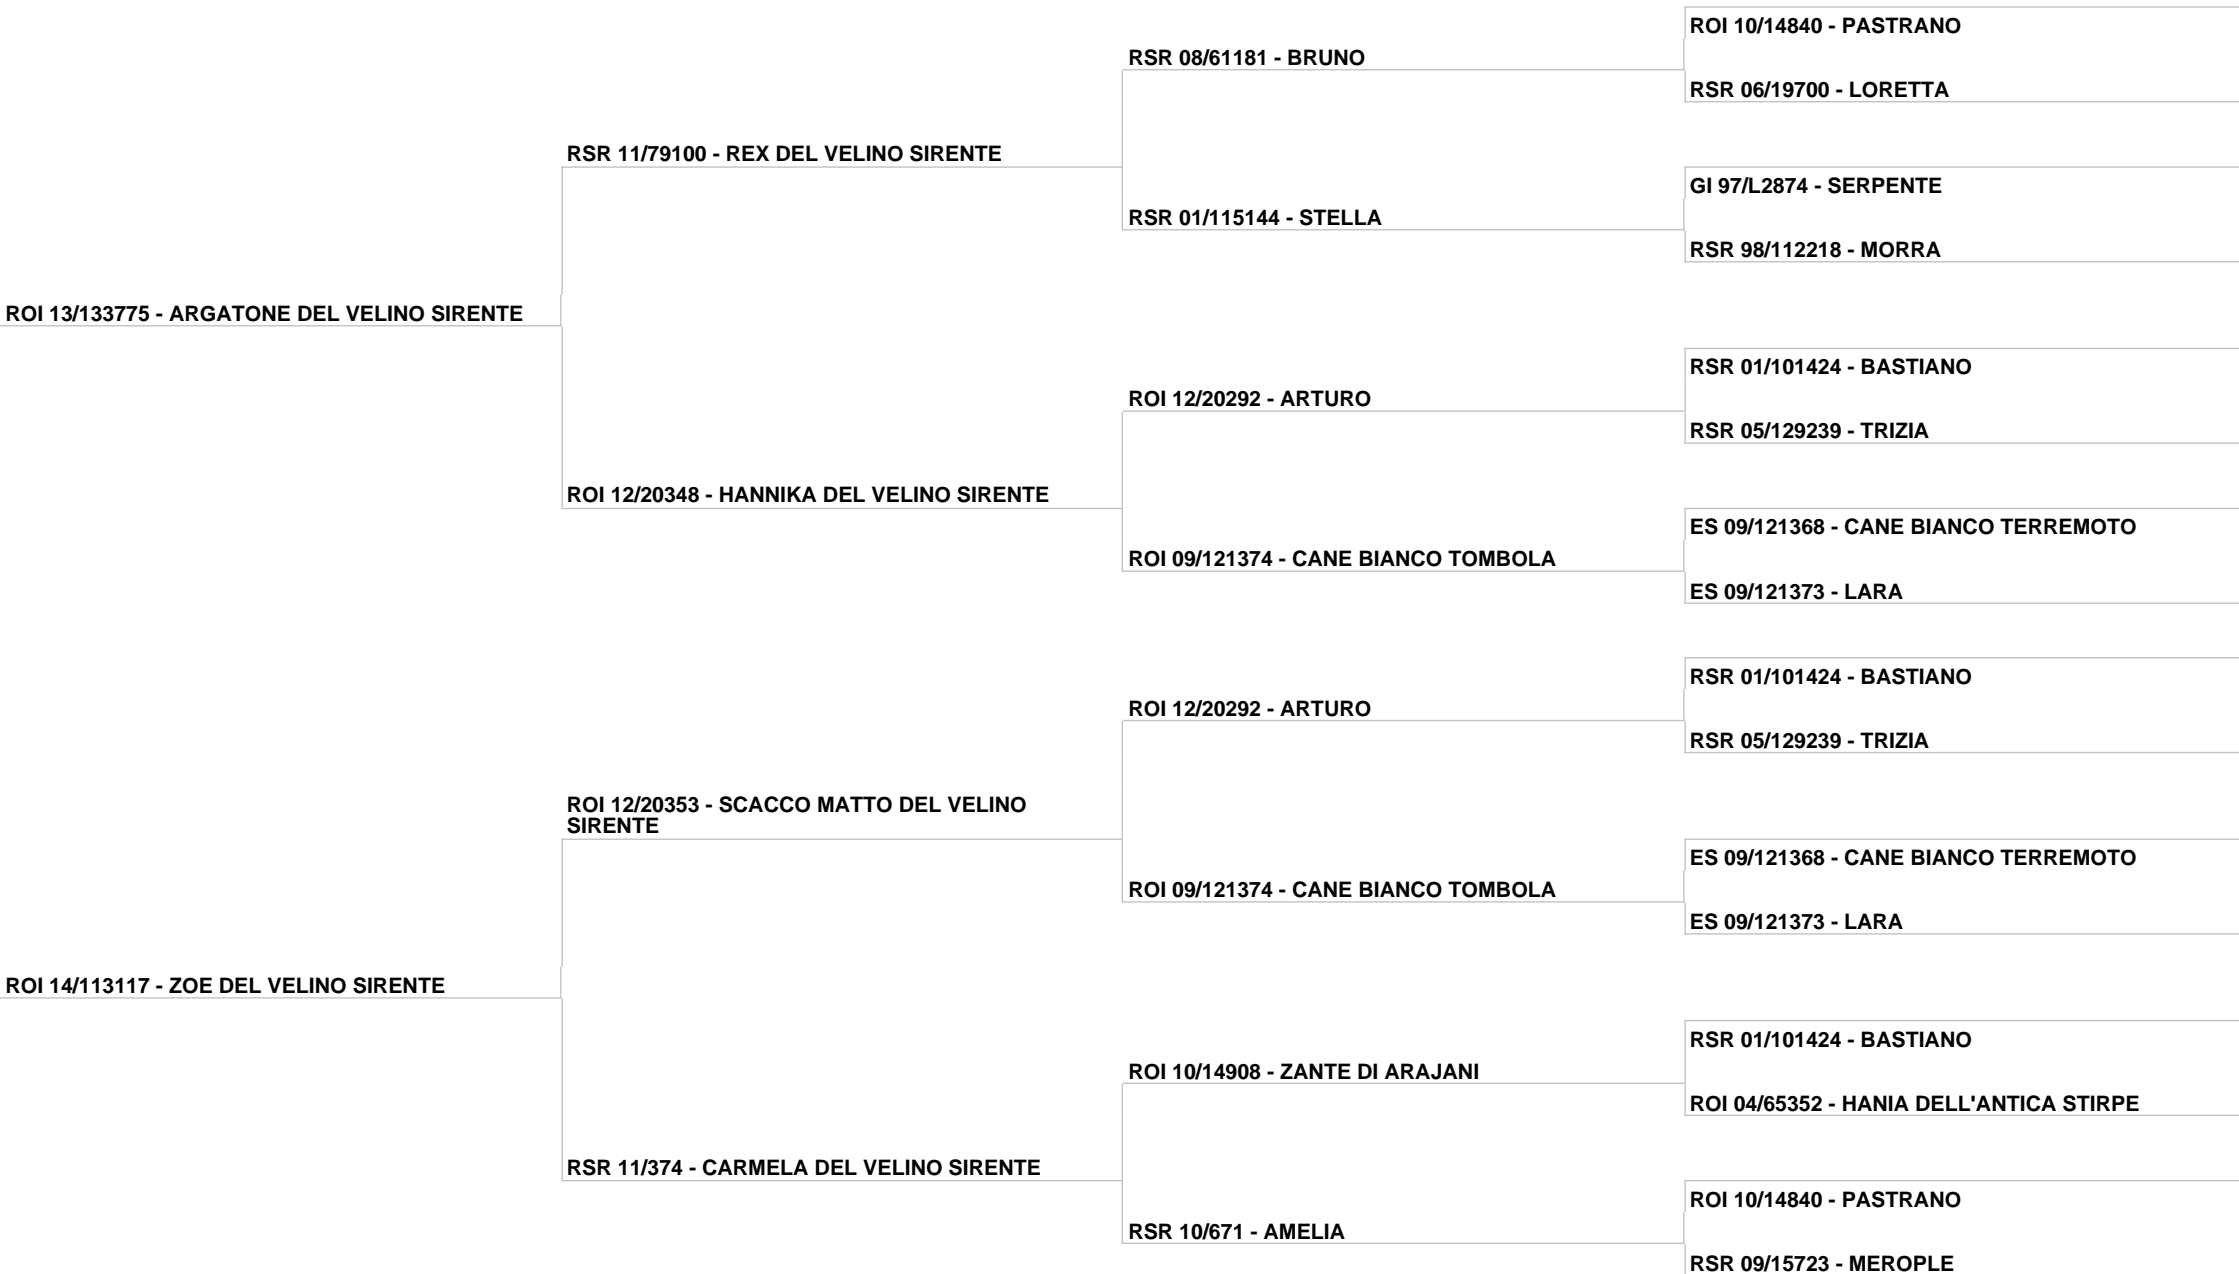 ROI 10/14840 - PASTRANO
RSR 08/61181 - BRUNO
RSR 06/19700 - LORETTA
RSR 11/79100 - REX DEL VELINO SIRENTE
GI 97/L2874 - SERPENTE
RSR 01/115144 - STELLA
RSR 98/112218 - MORRA
ROI 13/133775 - ARGATONE DEL VELINO SIRENTE
RSR 01/101424 - BASTIANO
ROI 12/20292 - ARTURO
RSR 05/129239 - TRIZIA
ROI 12/20348 - HANNIKA DEL VELINO SIRENTE
ES 09/121368 - CANE BIANCO TERREMOTO
ROI 09/121374 - CANE BIANCO TOMBOLA
ES 09/121373 - LARA
RSR 01/101424 - BASTIANO
ROI 12/20292 - ARTURO
RSR 05/129239 - TRIZIA
ROI 12/20353 - SCACCO MATTO DEL VELINO
SIRENTE
ES 09/121368 - CANE BIANCO TERREMOTO
ROI 09/121374 - CANE BIANCO TOMBOLA
ES 09/121373 - LARA
ROI 14/113117 - ZOE DEL VELINO SIRENTE
RSR 01/101424 - BASTIANO
ROI 10/14908 - ZANTE DI ARAJANI
ROI 04/65352 - HANIA DELL'ANTICA STIRPE
RSR 11/374 - CARMELA DEL VELINO SIRENTE
ROI 10/14840 - PASTRANO
RSR 10/671 - AMELIA
RSR 09/15723 - MEROPLE